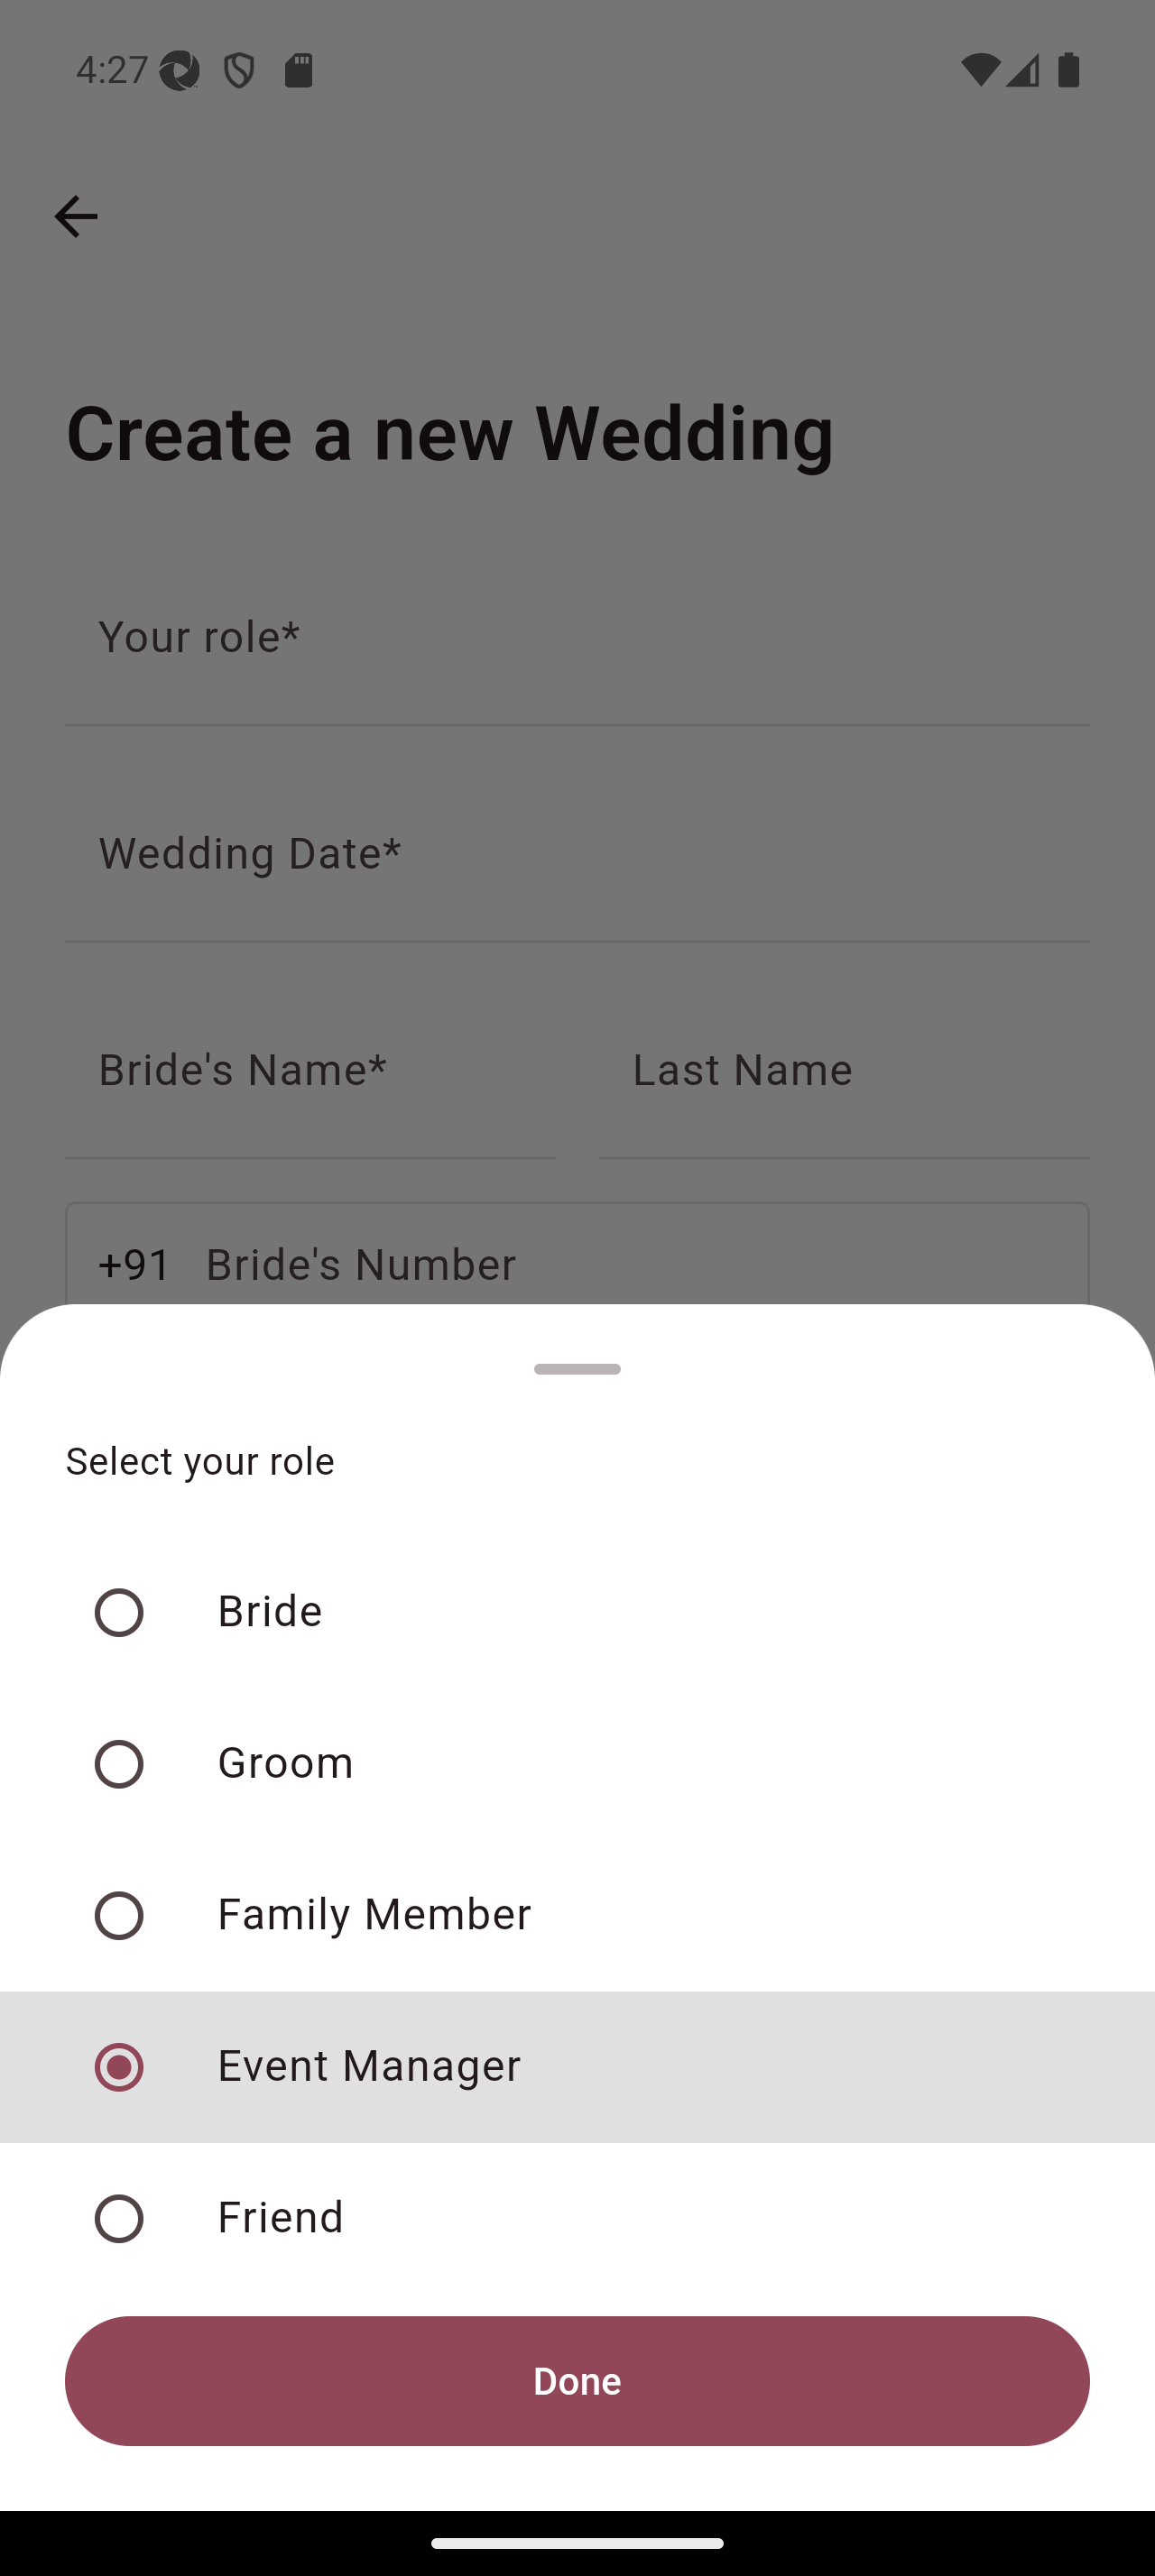 4:27
Create a new Wedding
Your role*
Wedding Date*
Bride's Name* Last Name
+91 Bride's Number
Select your role
Bride
Groom
Family Member
Event Manager
Friend
Done